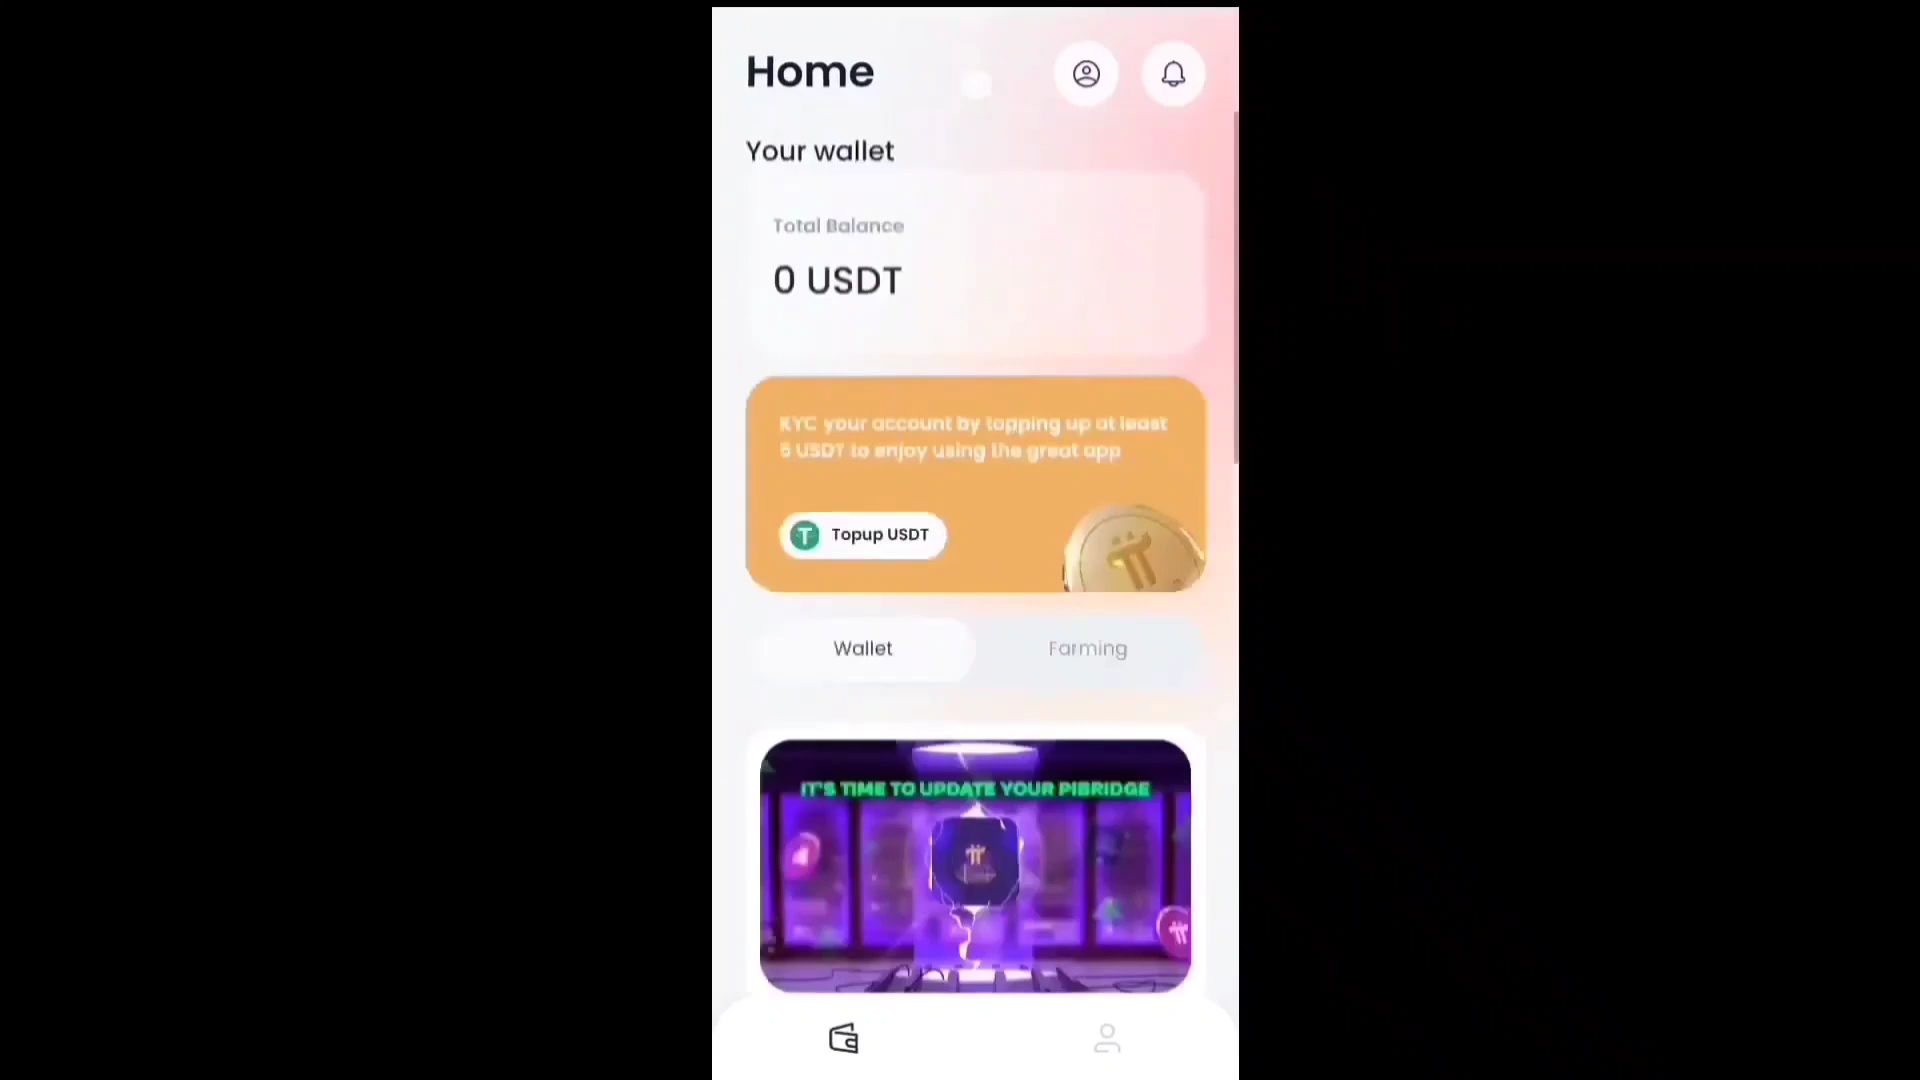 Home
Your wallet
Total Balance
0 USDT
KYC your account by topping up at least
5 USDT to enjoy using the great app
Topup USDT
Wallet
Farming
IT'S TIME TO UPDATE YOUR PIBRIDGE